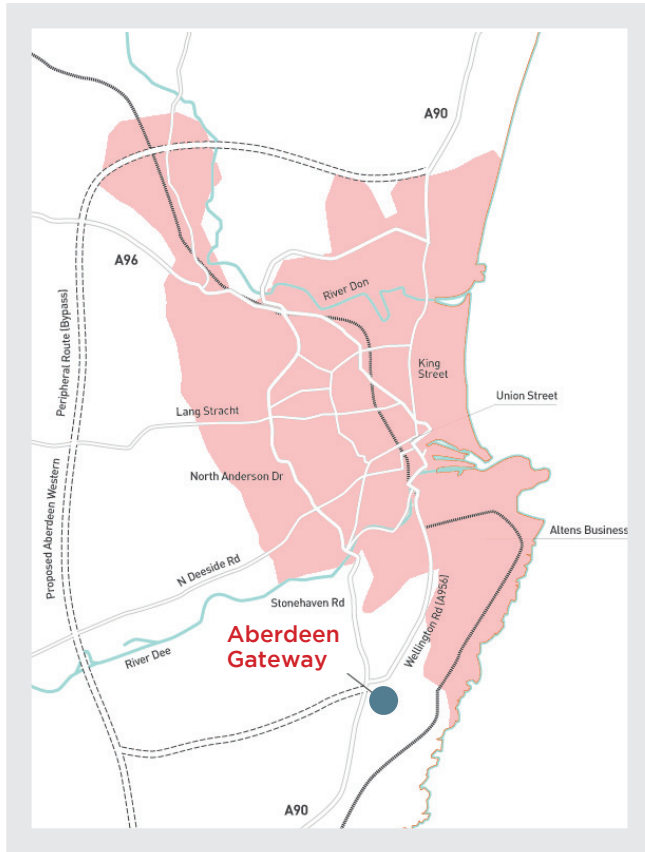 A90
A96
River Don
Peripheral Route (Bypass)
King
Street
Union Street
Lang Stracht
North Anderson Dr
Proposed Aberdeen Western
Altens Business
N Deeside Rd
Stonehaven Rd
Wellington Rd (A956)
Aberdeen
Gateway
River Dee
A90